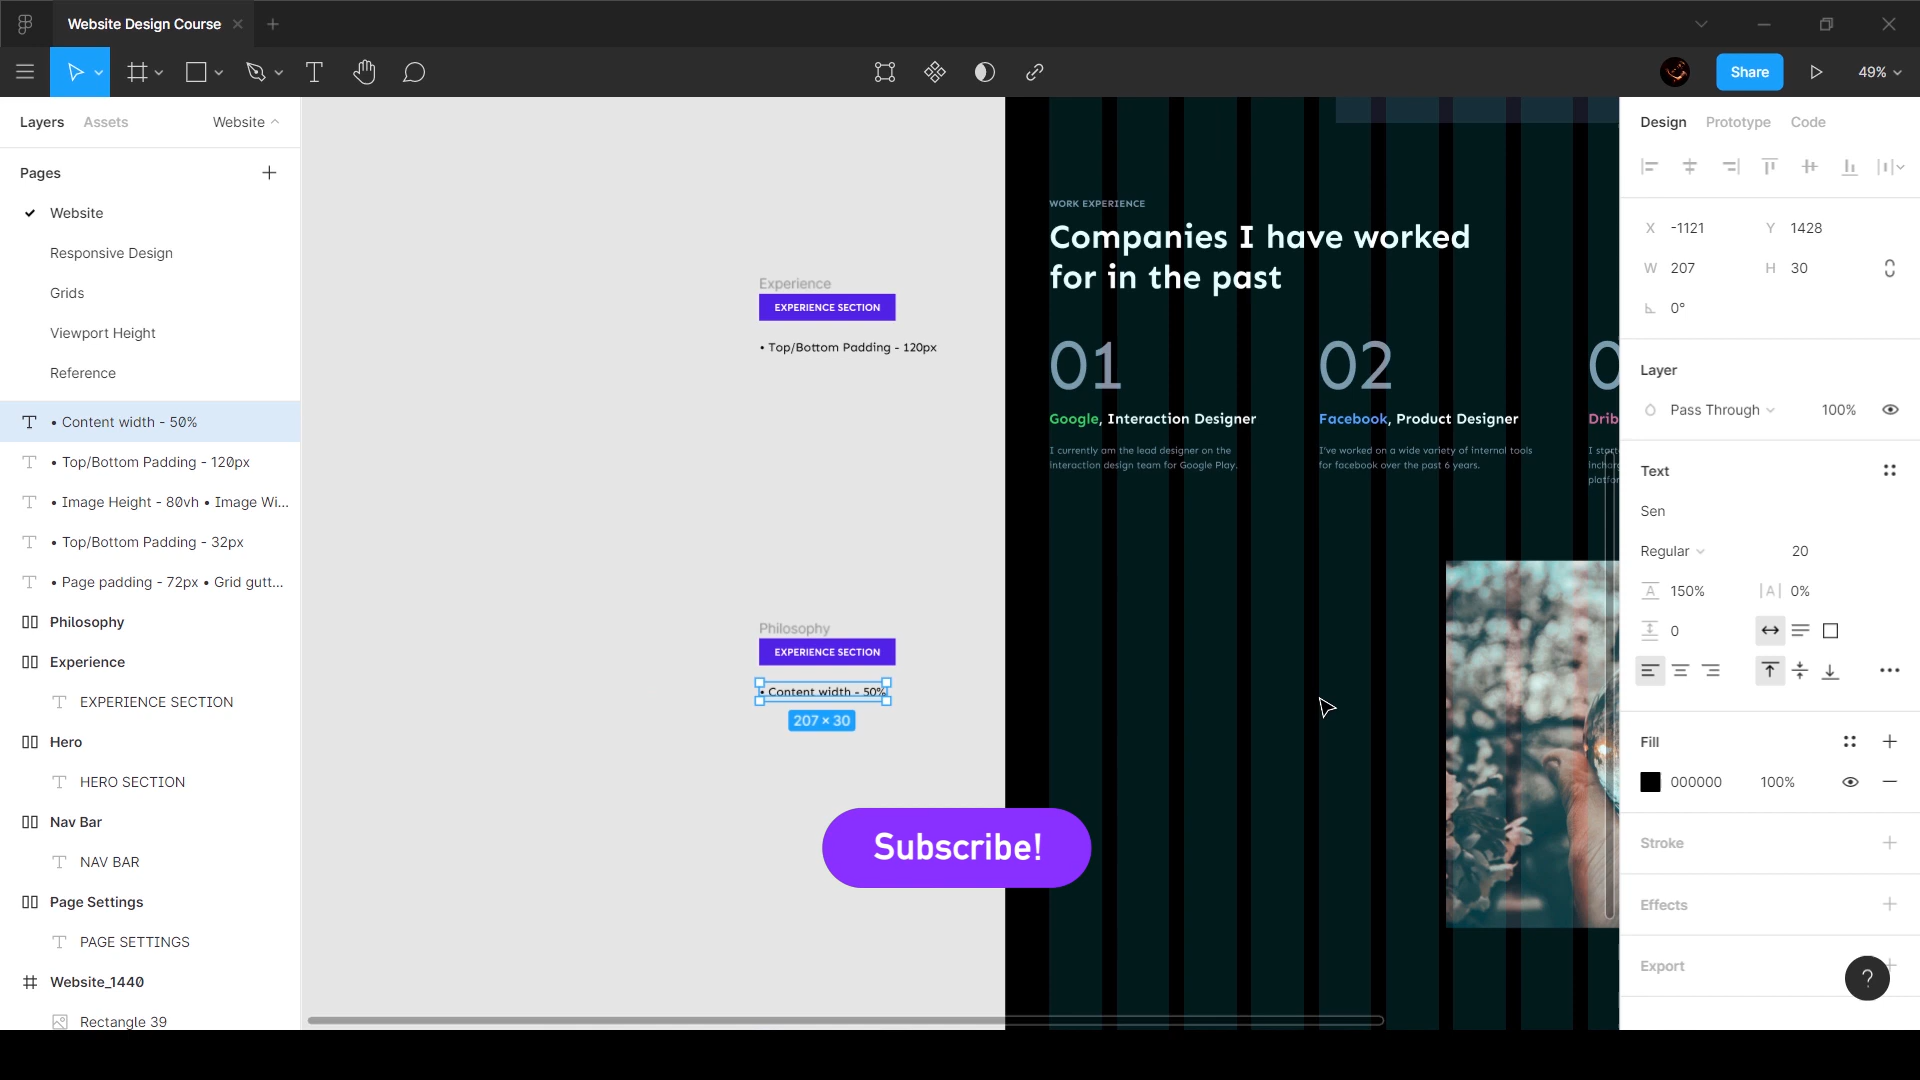 Website Design Course
Share
49%
Layers
Assets
Website
Pages
Website
Responsive Design
Grids
Viewport Height
Reference
• Content width - 50%
• Top/Bottom Padding - 120px
• Image Height - 80vh • Image Wi...
• Top/Bottom Padding - 32px
• Page padding - 72px • Grid gutt...
Philosophy
Experience
EXPERIENCE SECTION
Hero
HERO SECTION
Nav Bar
NAV BAR
Page Settings
PAGE SETTINGS
Website_1440
Rectangle 39
Experience
EXPERIENCE SECTION
• Top/Bottom Padding - 120px
Philosophy
EXPERIENCE SECTION
• Content width - 50%
207 × 30
Subscribe!
WORK EXPERIENCE
Companies I have worked
for in the past
01
Google, Interaction Designer
I currently am the lead designer on the
interaction design team for Google Play.
02
Facebook, Product Designer
I've worked on a wide variety of internal tools
for facebook over the past 6 years.
0
Drib
I start
incharg
platfor
Design
Prototype
Code
X -1121
Y 1428
W 207
H 30
0°
Layer
Pass Through
100%
Text
Sen
Regular
20
150%
0%
0
Fill
000000
100%
Stroke
Effects
Export
?